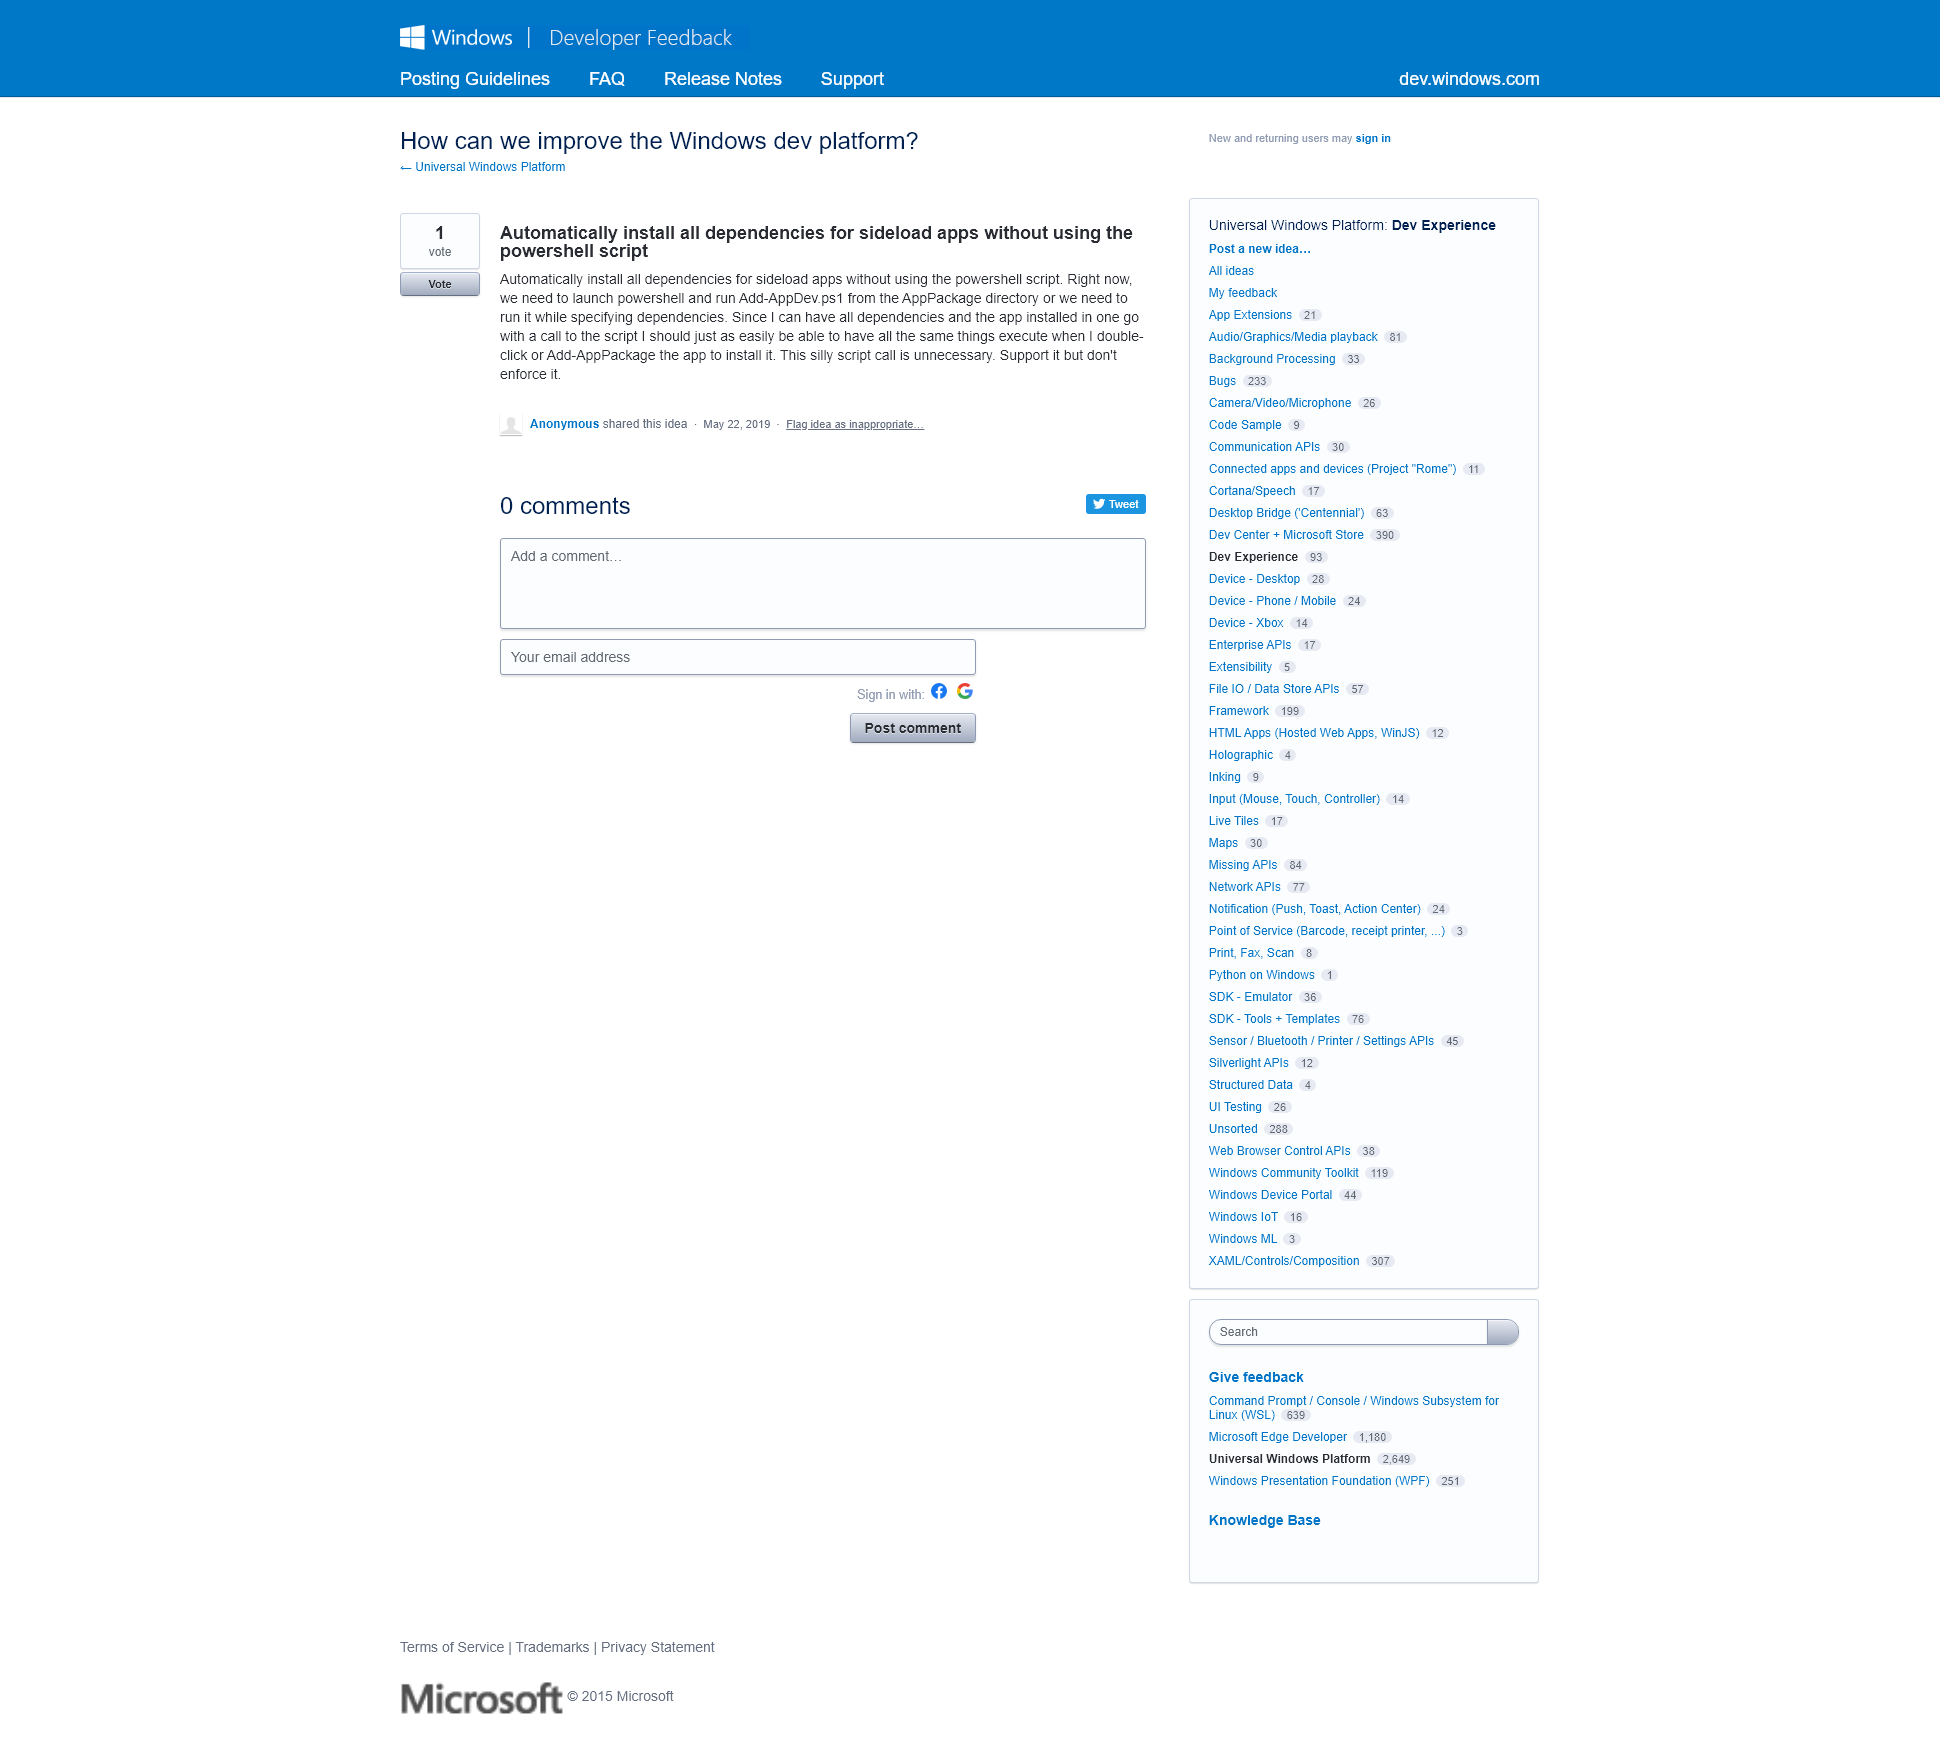 Windows | Developer Feedback
Posting Guidelines FAQ Release Notes Support dev.windows.com
How can we improve the Windows dev platform?
← Universal Windows Platform
New and returning users may sign in
1
vote
Vote
Automatically install all dependencies for sideload apps without using the
powershell script
Automatically install all dependencies for sideload apps without using the powershell script. Right now,
we need to launch powershell and run Add-AppDev.ps1 from the AppPackage directory or we need to
run it while specifying dependencies. Since I can have all dependencies and the app installed in one go
with a call to the script I should just as easily be able to have all the same things execute when I double-
click or Add-AppPackage the app to install it. This silly script call is unnecessary. Support it but don't
enforce it.
Anonymous shared this idea · May 22, 2019 · Flag idea as inappropriate…
0 comments
Tweet
Add a comment…
Your email address
Sign in with:
Post comment
Universal Windows Platform: Dev Experience
Post a new idea…
All ideas
My feedback
App Extensions 21
Audio/Graphics/Media playback 81
Background Processing 33
Bugs 233
Camera/Video/Microphone 26
Code Sample 9
Communication APIs 30
Connected apps and devices (Project "Rome") 11
Cortana/Speech 17
Desktop Bridge ('Centennial') 63
Dev Center + Microsoft Store 390
Dev Experience 93
Device - Desktop 28
Device - Phone / Mobile 24
Device - Xbox 14
Enterprise APIs 17
Extensibility 5
File IO / Data Store APIs 57
Framework 199
HTML Apps (Hosted Web Apps, WinJS) 12
Holographic 4
Inking 9
Input (Mouse, Touch, Controller) 14
Live Tiles 17
Maps 30
Missing APIs 84
Network APIs 77
Notification (Push, Toast, Action Center) 24
Point of Service (Barcode, receipt printer, ...) 3
Print, Fax, Scan 8
Python on Windows 1
SDK - Emulator 36
SDK - Tools + Templates 76
Sensor / Bluetooth / Printer / Settings APIs 45
Silverlight APIs 12
Structured Data 4
UI Testing 26
Unsorted 288
Web Browser Control APIs 38
Windows Community Toolkit 119
Windows Device Portal 44
Windows IoT 16
Windows ML 3
XAML/Controls/Composition 307
Search
Give feedback
Command Prompt / Console / Windows Subsystem for
Linux (WSL) 639
Microsoft Edge Developer 1,180
Universal Windows Platform 2,649
Windows Presentation Foundation (WPF) 251
Knowledge Base
Terms of Service | Trademarks | Privacy Statement
Microsoft © 2015 Microsoft